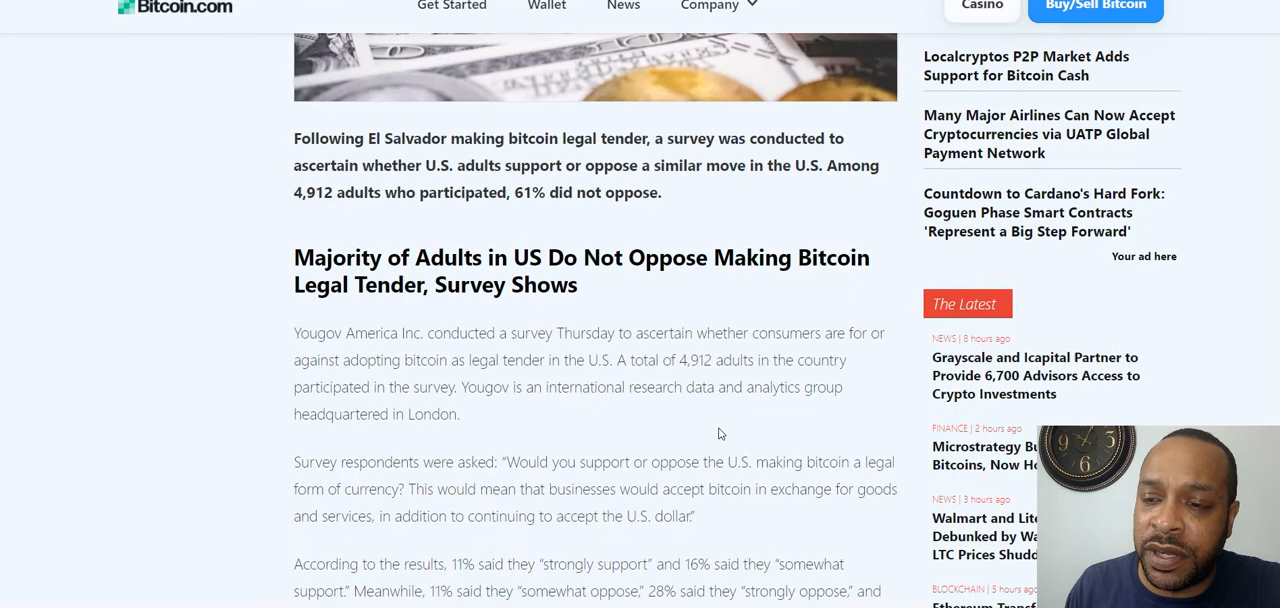 Bitcoin.com
Get Started Wallet News Company
Casino Buy/Sell Bitcoin
Following El Salvador making bitcoin legal tender, a survey was conducted to
ascertain whether U.S. adults support or oppose a similar move in the U.S. Among
4,912 adults who participated, 61% did not oppose.
Majority of Adults in US Do Not Oppose Making Bitcoin
Legal Tender, Survey Shows
Yougov America Inc. conducted a survey Thursday to ascertain whether consumers are for or
against adopting bitcoin as legal tender in the U.S. A total of 4,912 adults in the country
participated in the survey. Yougov is an international research data and analytics group
headquartered in London.
Survey respondents were asked: “Would you support or oppose the U.S. making bitcoin a legal
form of currency? This would mean that businesses would accept bitcoin in exchange for goods
and services, in addition to continuing to accept the U.S. dollar.”
According to the results, 11% said they “strongly support” and 16% said they “somewhat
support.” Meanwhile, 11% said they “somewhat oppose,” 28% said they “strongly oppose,” and
Localcryptos P2P Market Adds
Support for Bitcoin Cash
Many Major Airlines Can Now Accept
Cryptocurrencies via UATP Global
Payment Network
Countdown to Cardano's Hard Fork:
Goguen Phase Smart Contracts
'Represent a Big Step Forward'
Your ad here
The Latest
NEWS | 8 hours ago
Grayscale and Icapital Partner to
Provide 6,700 Advisors Access to
Crypto Investments
FINANCE | 2 hours ago
Microstrategy
Bitcoins, Now
NEWS | 3 hours ago
Walmart and
Debunked by
LTC Prices
BLOCKCHAIN | 5 hours ago
Ethereum
3
6
9